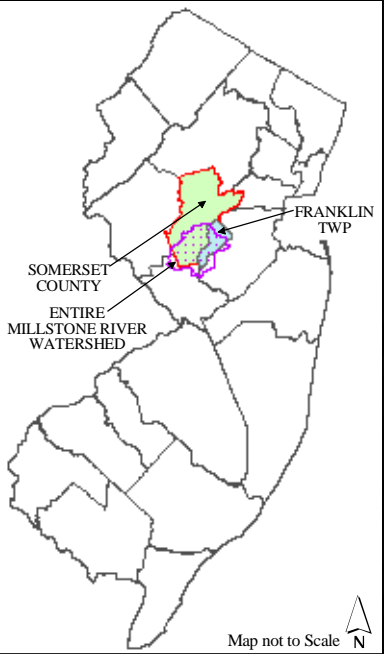 FRANKLIN
TWP
SOMERSET
COUNTY
ENTIRE
MILLSTONE RIVER
WATERSHED
Map not to Scale
N